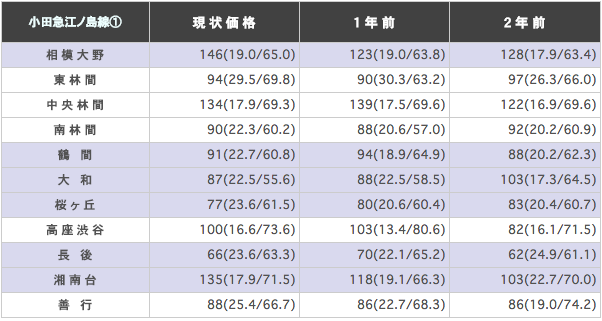 小田急江ノ島線① 現状価格 1年前 2年前
相模大野 146(19.0/65.0) 123(19.0/63.8) 128(17.9/63.4)
東林間 94(29.5/69.8) 90(30.3/63.2) 97(26.3/66.0)
中央林間 134(17.9/69.3) 139(17.5/69.6) 122(16.9/69.6)
南林間 90(22.3/60.2) 88(20.6/57.0) 92(20.2/60.9)
鶴間 91(22.7/60.8) 94(18.9/64.9) 88(20.2/62.3)
大和 87(22.5/55.6) 88(22.5/58.5) 103(17.3/64.5)
桜ヶ丘 77(23.6/61.5) 80(20.6/60.4) 83(20.4/60.7)
高座渋谷 100(16.6/73.6) 103(13.4/80.6) 82(16.1/71.5)
長後 66(23.6/63.3) 70(22.1/65.2) 62(24.9/61.1)
湘南台 135(17.9/71.5) 118(19.1/66.3) 103(22.7/70.0)
善行 88(25.4/66.7) 86(22.7/68.3) 86(19.0/74.2)